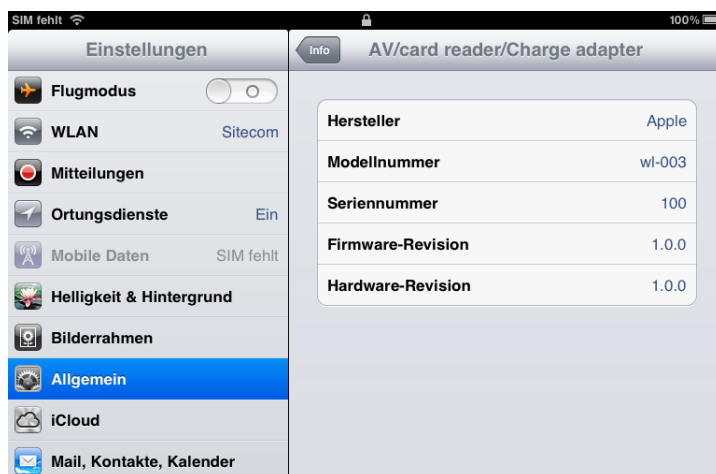 SIM fehlt
100%
Einstellungen
Info
AV/card reader/Charge adapter
Flugmodus
WLAN
Sitecom
Mitteilungen
Ortungsdienste
Ein
Mobile Daten
SIM fehlt
Helligkeit & Hintergrund
Bilderrahmen
Allgemein
iCloud
Mail, Kontakte, Kalender
Hersteller
Apple
Modellnummer
wl-003
Seriennummer
100
Firmware-Revision
1.0.0
Hardware-Revision
1.0.0